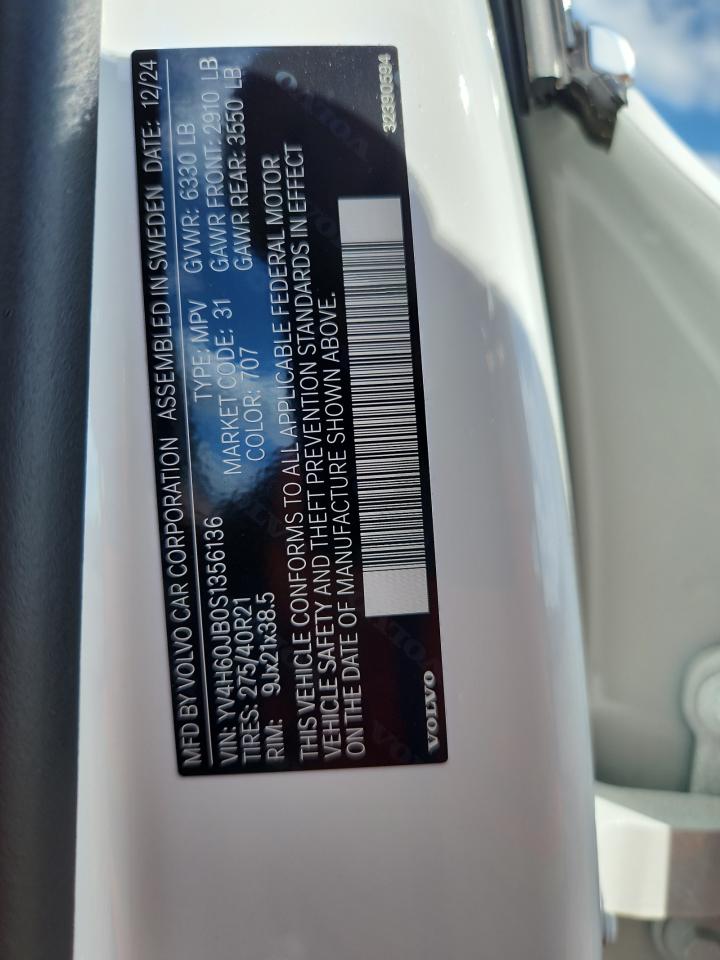 MFD BY VOLVO CAR CORPORATION ASSEMBLED IN SWEDEN DATE: 12/24
VIN: YV4H60JB0S1356136 TYPE: MPV GVWR: 6330 LB
TIRES: 275/40R21 MARKET CODE: 31 GAWR FRONT: 2910 LB
RIM: 9Jx21x38.5 COLOR: 707 GAWR REAR: 3550 LB
THIS VEHICLE CONFORMS TO ALL APPLICABLE FEDERAL MOTOR
VEHICLE SAFETY AND THEFT PREVENTION STANDARDS IN EFFECT
ON THE DATE OF MANUFACTURE SHOWN ABOVE.
VOLVO 32390594